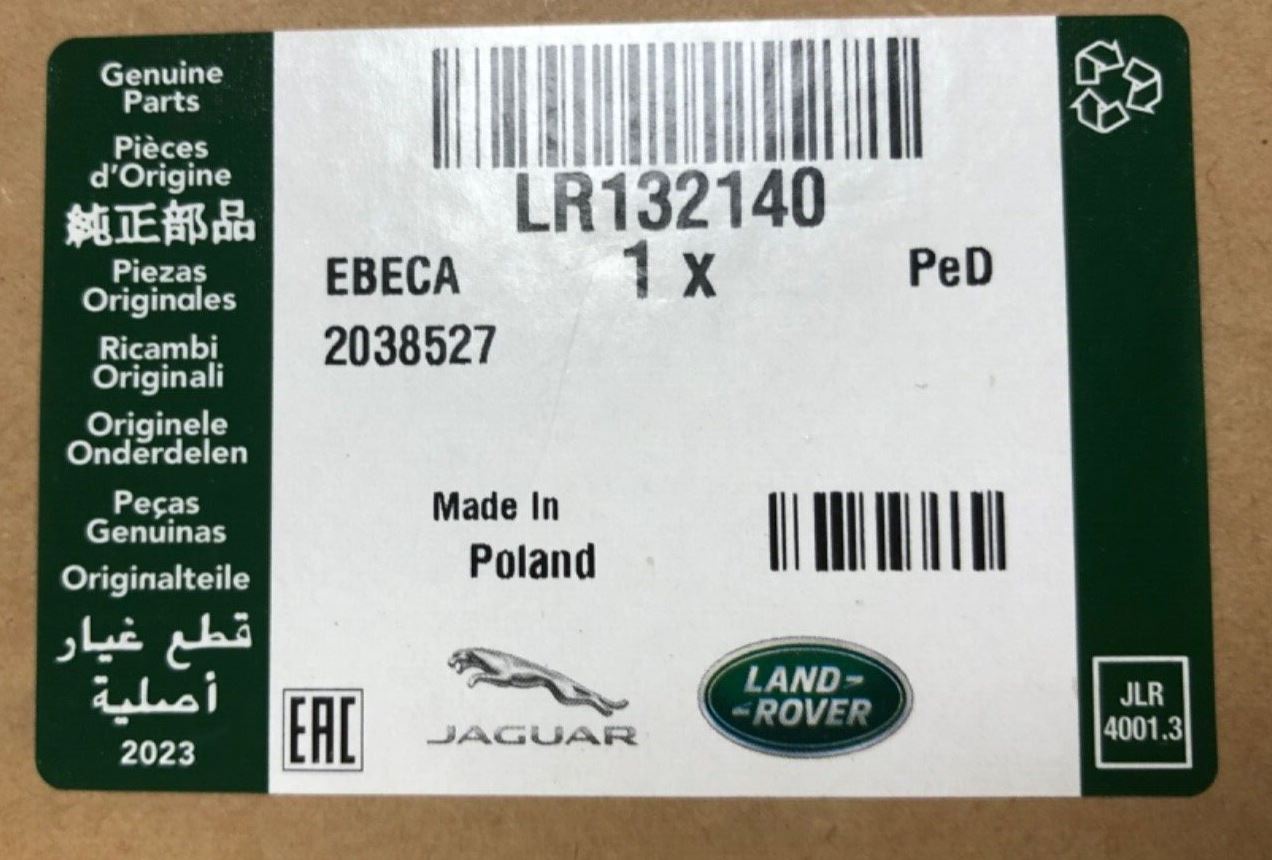 Genuine
Parts
Pièces
d'Origine
純正部品
Piezas
Originales
Ricambi
Originali
Originele
Onderdelen
Peças
Genuinas
Originalteile
قطع غيار
أصلية
2023
LR132140
EBECA 1 x PeD
2038527
Made In
Poland
EAC
JAGUAR
LAND-
-ROVER
JLR
4001.3